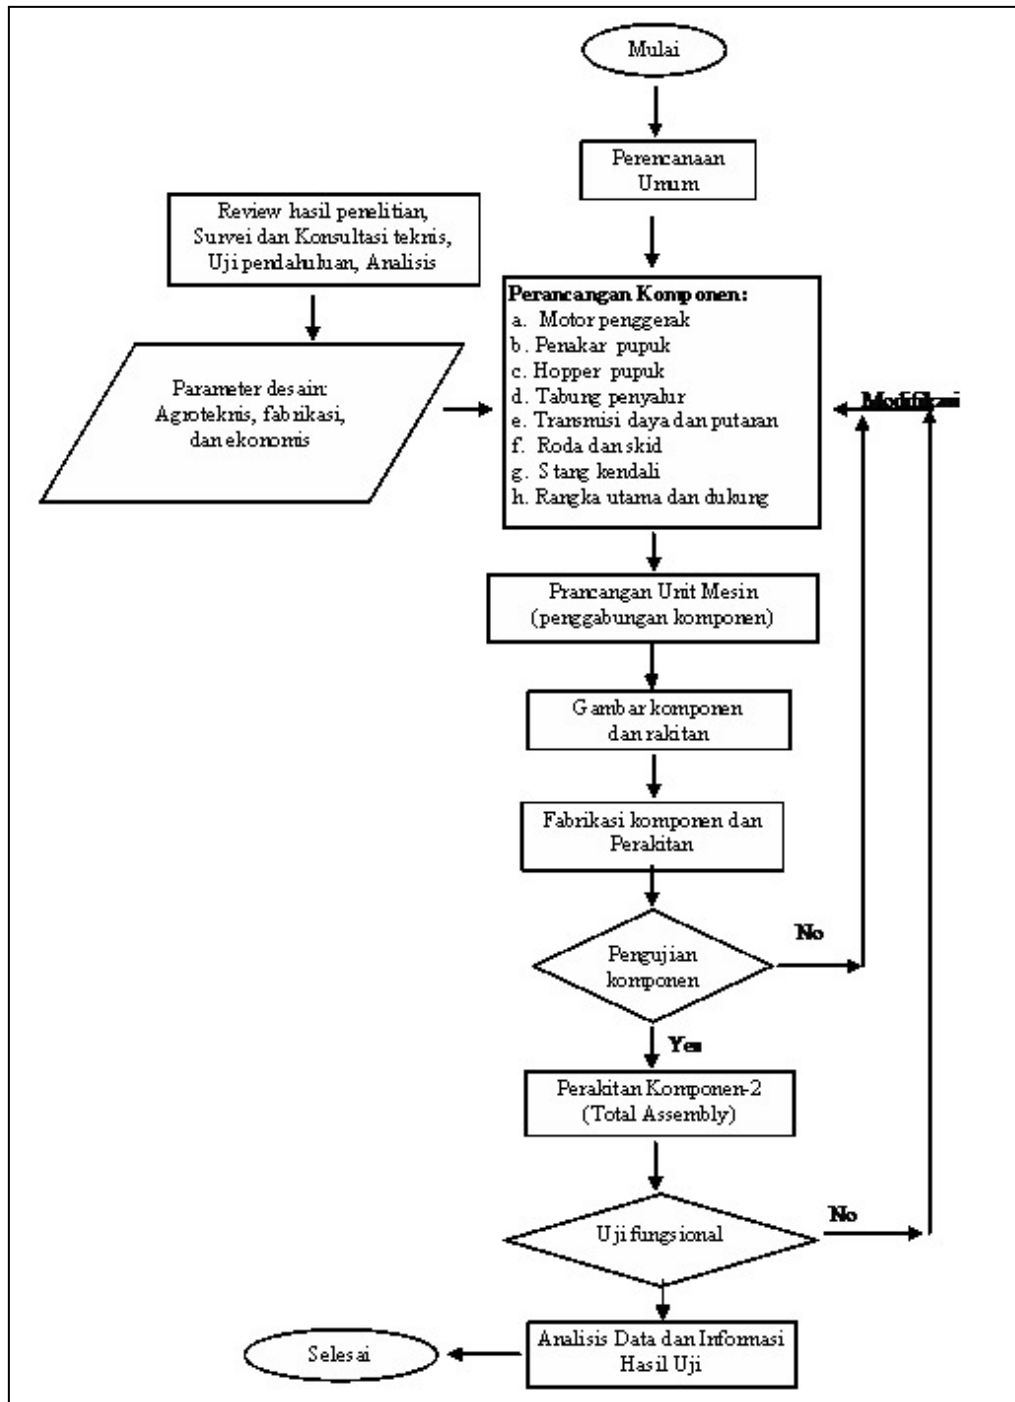 Mulai
Perencanaan
Umum
Review hasil penelitian,
Survei dan Konsultasi teknis,
Uji pendahuluan, Analisis
Parameter desain:
Agroteknis, fabrikasi,
dan ekonomis
Perancangan Komponen:
a. Motor penggerak
b. Penakar pupuk
c. Hopper pupuk
d. Tabung penyalur
e. Transmisi daya dan putaran
f. Roda dan skid
g. Stang kendali
h. Rangka utama dan dukung
Modifikasi
Prancangan Unit Mesin
(penggabungan komponen)
Gambar komponen
dan rakitan
Fabrikasi komponen dan
Perakitan
Pengujian
komponen
No
Yes
Perakitan Komponen-2
(Total Assembly)
Uji fungsional
No
Analisis Data dan Informasi
Hasil Uji
Selesai